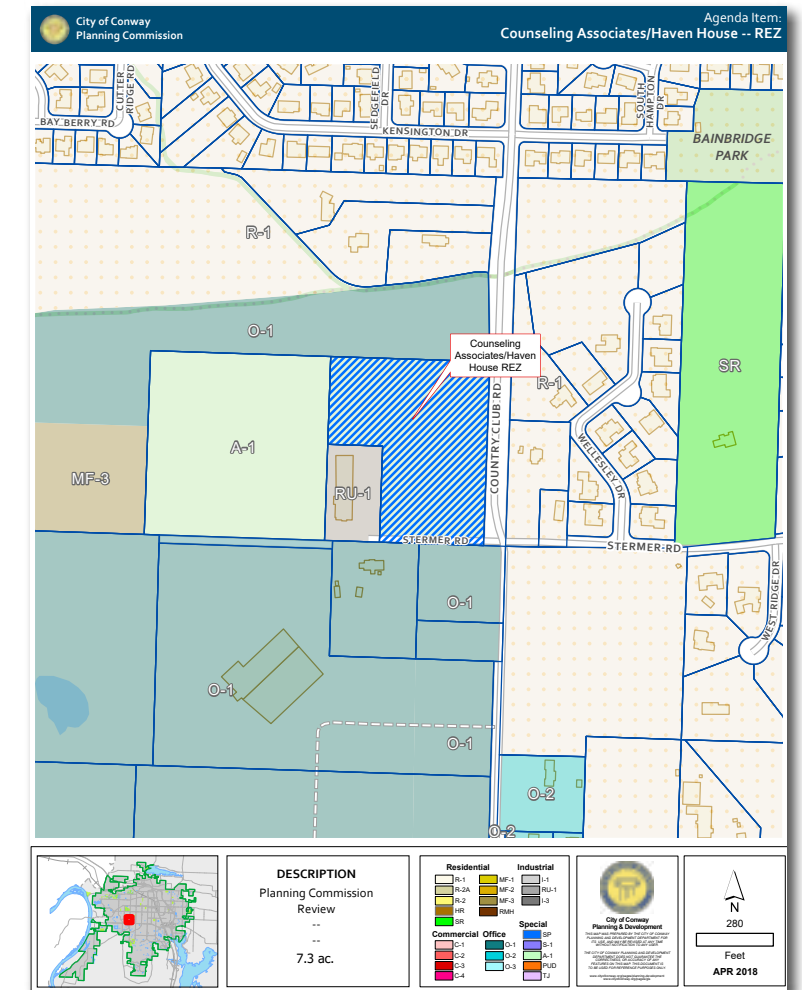 City of Conway
Planning Commission
Agenda Item:
Counseling Associates/Haven House -- REZ
CUTTER
RIDGE RD
BAY BERRY RD
SEDGEFIELD
DR
KENSINGTON DR
SOUTH
HAMPTON
DR
BAINBRIDGE
PARK
R-1
O-1
Counseling
Associates/Haven
House REZ
R-1
SR
COUNTRY CLUB RD
A-1
MF-3
RU-1
WELLESLEY DR
STERMER RD
STERMER RD
WEST RIDGE DR
O-1
O-1
O-1
O-2
O-2
DESCRIPTION
Planning Commission
Review
--
--
7.3 ac.
Residential
R-1
R-2A
R-2
HR
SR
MF-1
MF-2
MF-3
RMH
Industrial
I-1
RU-1
I-3
Commercial
C-1
C-2
C-3
C-4
Office
O-1
O-2
O-3
Special
SP
S-1
A-1
PUD
TJ
City of Conway
Planning & Development
N
280
Feet
APR 2018